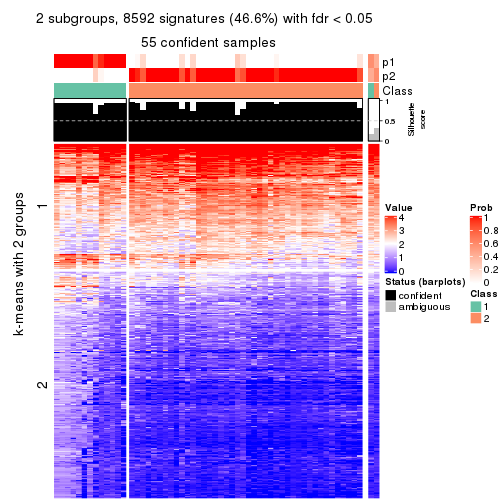 2 subgroups, 8592 signatures (46.6%) with fdr < 0.05
55 confident samples
p1
p2
Class
1
0.5
0
Silhouette
score
k-means with 2 groups
1
2
Value
4
3
2
1
0
Status (barplots)
confident
ambiguous
Prob
1
0.8
0.6
0.4
0.2
0
Class
1
2